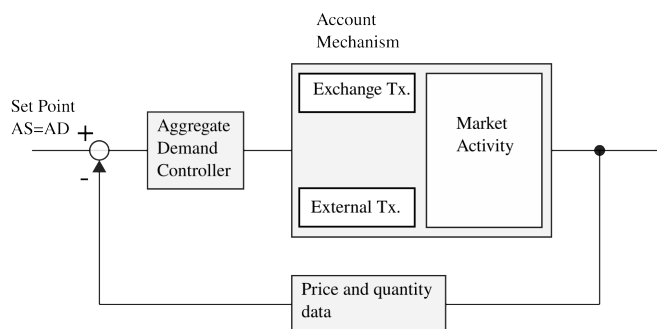 Account
Mechanism
Set Point
AS=AD
+
-
Aggregate
Demand
Controller
Exchange Tx.
External Tx.
Market
Activity
Price and quantity
data